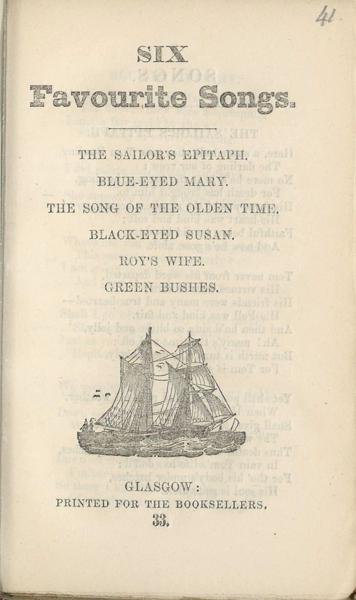 41.
SIX
Favourite Songs.
THE SAILOR'S EPITAPH.
BLUE-EYED MARY.
THE SONG OF THE OLDEN TIME.
BLACK-EYED SUSAN.
ROY'S WIFE.
GREEN BUSHES.
GLASGOW:
PRINTED FOR THE BOOKSELLERS.
33.